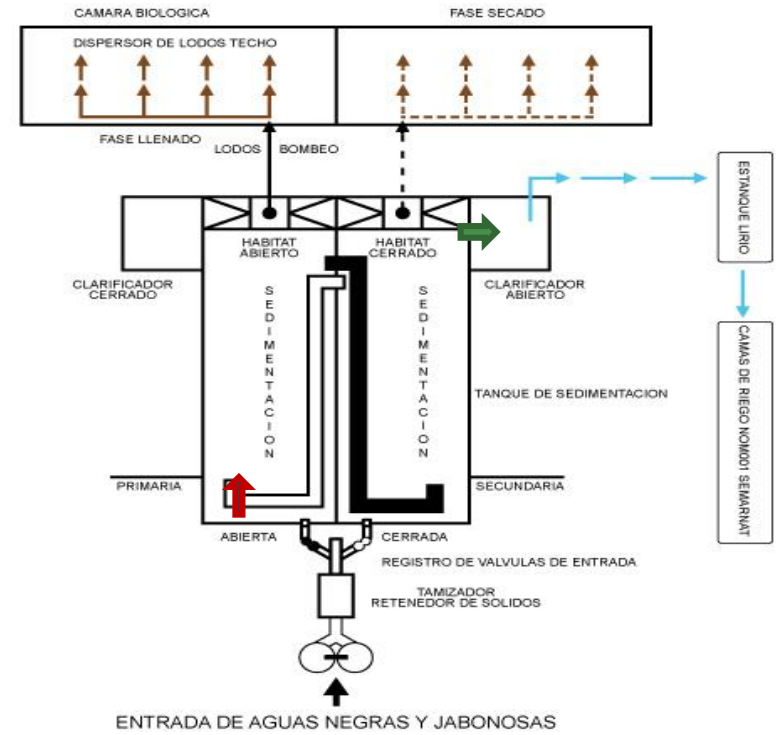 CAMARA BIOLOGICA
FASE SECADO
DISPERSOR DE LODOS TECHO
FASE LLENADO
LODOS BOMBEO
ESTANQUE LIRIO
HABITAT
ABIERTO
HABITAT
CERRADO
CLARIFICADOR
CERRADO
CLARIFICADOR
ABIERTO
SEDIMENTACION
SEDIMENTACION
CAMAS DE RIEGO NOM001 SEMARNAT
TANQUE DE SEDIMENTACION
PRIMARIA
SECUNDARIA
ABIERTA
CERRADA
REGISTRO DE VALVULAS DE ENTRADA
TAMIZADOR
RETENEDOR DE SOLIDOS
ENTRADA DE AGUAS NEGRAS Y JABONOSAS